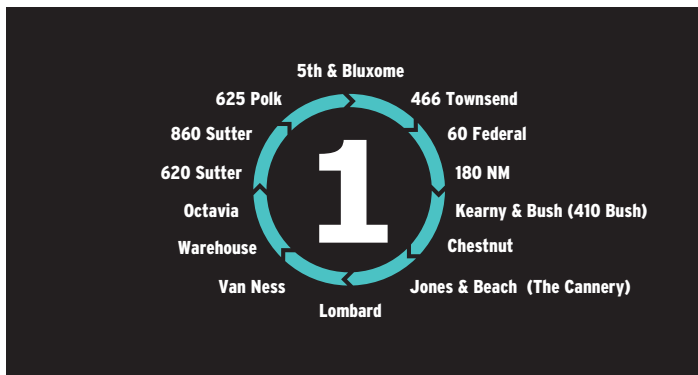 5th & Bluxome
625 Polk
466 Townsend
860 Sutter
60 Federal
620 Sutter
180 NM
1
Octavia
Kearny & Bush (410 Bush)
Warehouse
Chestnut
Van Ness
Jones & Beach (The Cannery)
Lombard